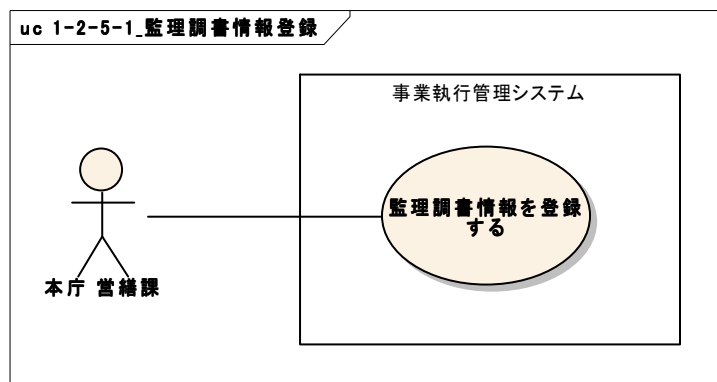 uc 1-2-5-1_監理調書情報登録
事業執行管理システム
監理調書情報を登録
する
本庁 営繕課